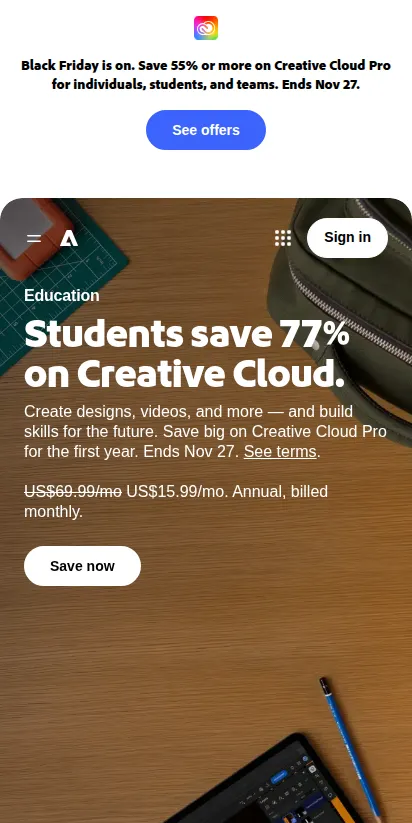 Black Friday is on. Save 55% or more on Creative Cloud Pro
for individuals, students, and teams. Ends Nov 27.
See offers
Sign in
Education
Students save 77%
on Creative Cloud.
Create designs, videos, and more — and build
skills for the future. Save big on Creative Cloud Pro
for the first year. Ends Nov 27. See terms.
US$69.99/mo US$15.99/mo. Annual, billed
monthly.
Save now